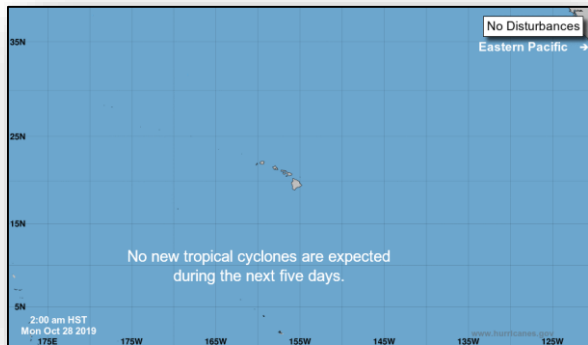 No Disturbances
35N
Eastern Pacific →
25N
15N
No new tropical cyclones are expected
during the next five days.
5N
2:00 am HST
Mon Oct 28 2019
www.hurricanes.gov
175E 175W 165W 155W 145W 135W 125W